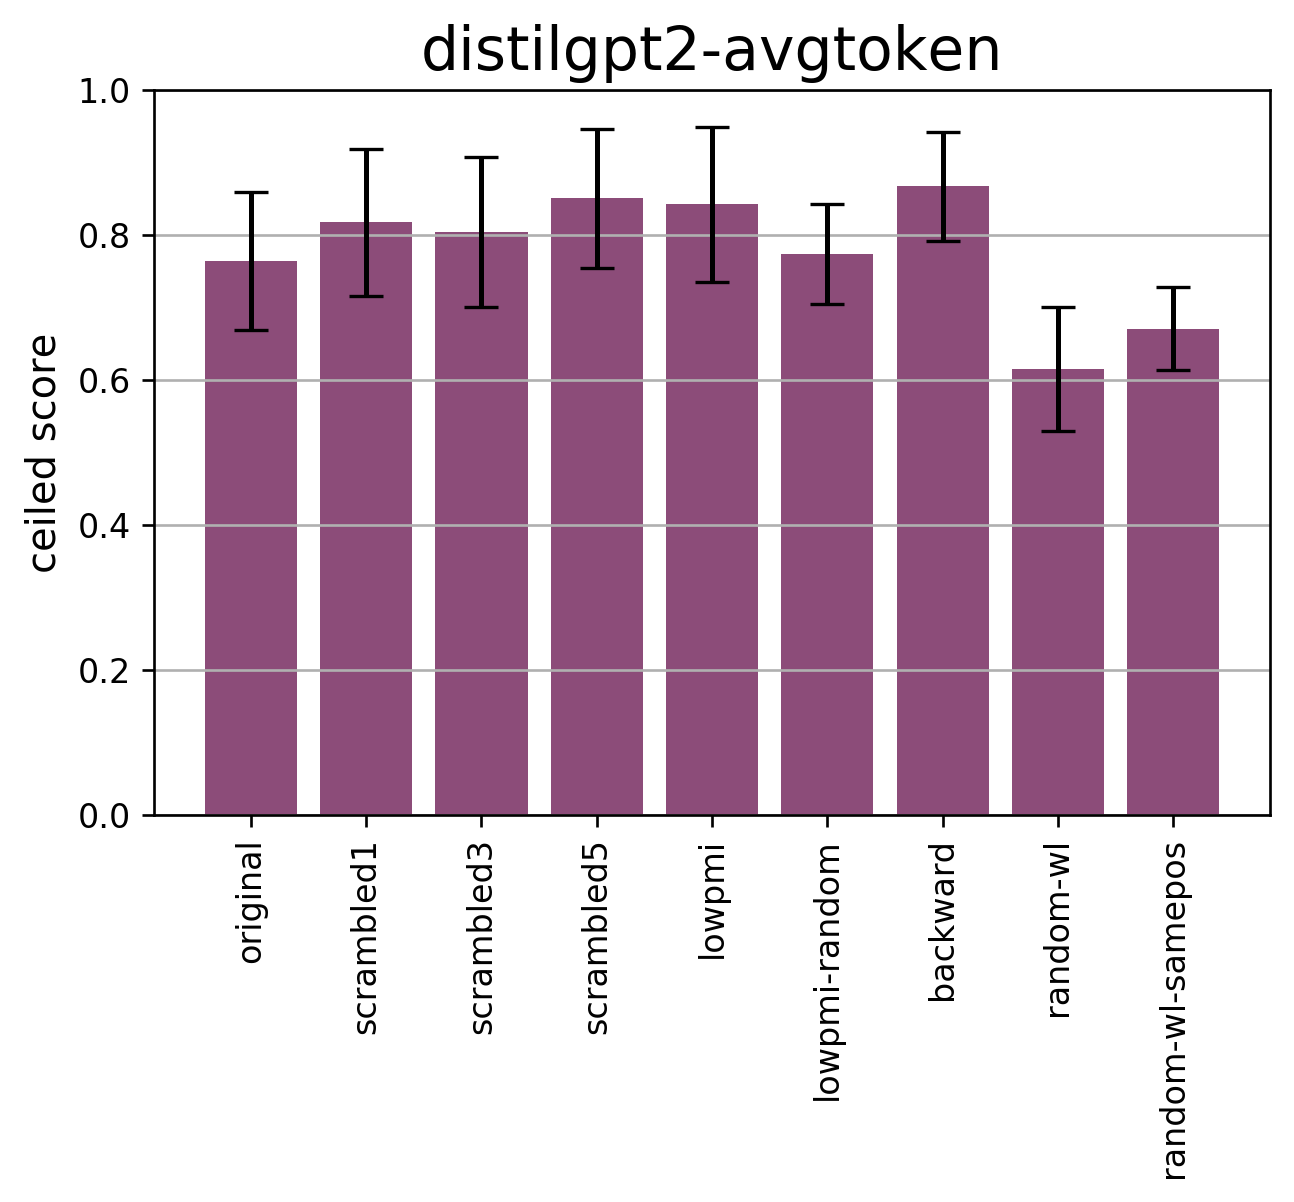 distilgpt2-avgtoken
ceiled score
1.0
0.8
0.6
0.4
0.2
0.0
original
scrambled1
scrambled3
scrambled5
lowpmi
lowpmi-random
backward
random-wl
random-wl-samepos